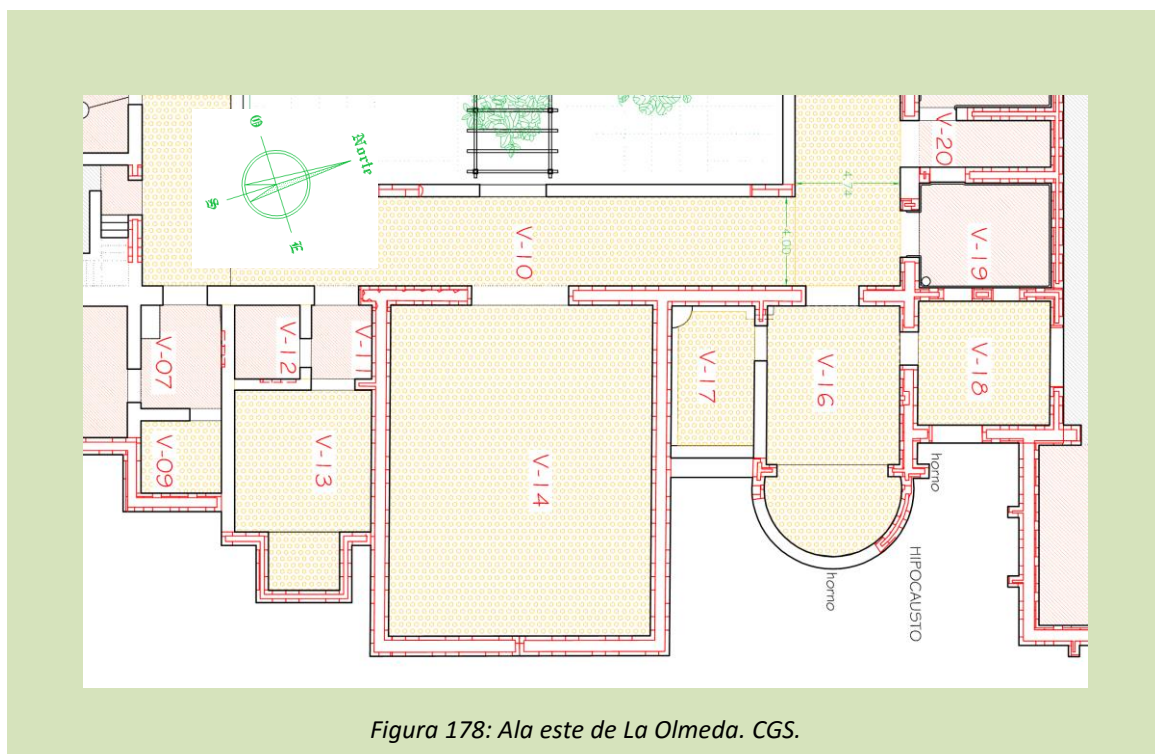 O
Norte
S
E
V-20
4.74
V-10
4.00
V-19
V-07
V-12
V-11
V-17
V-16
V-18
V-09
V-13
V-14
horno
horno
HIPOCAUSTO
Figura 178: Ala este de La Olmeda. CGS.